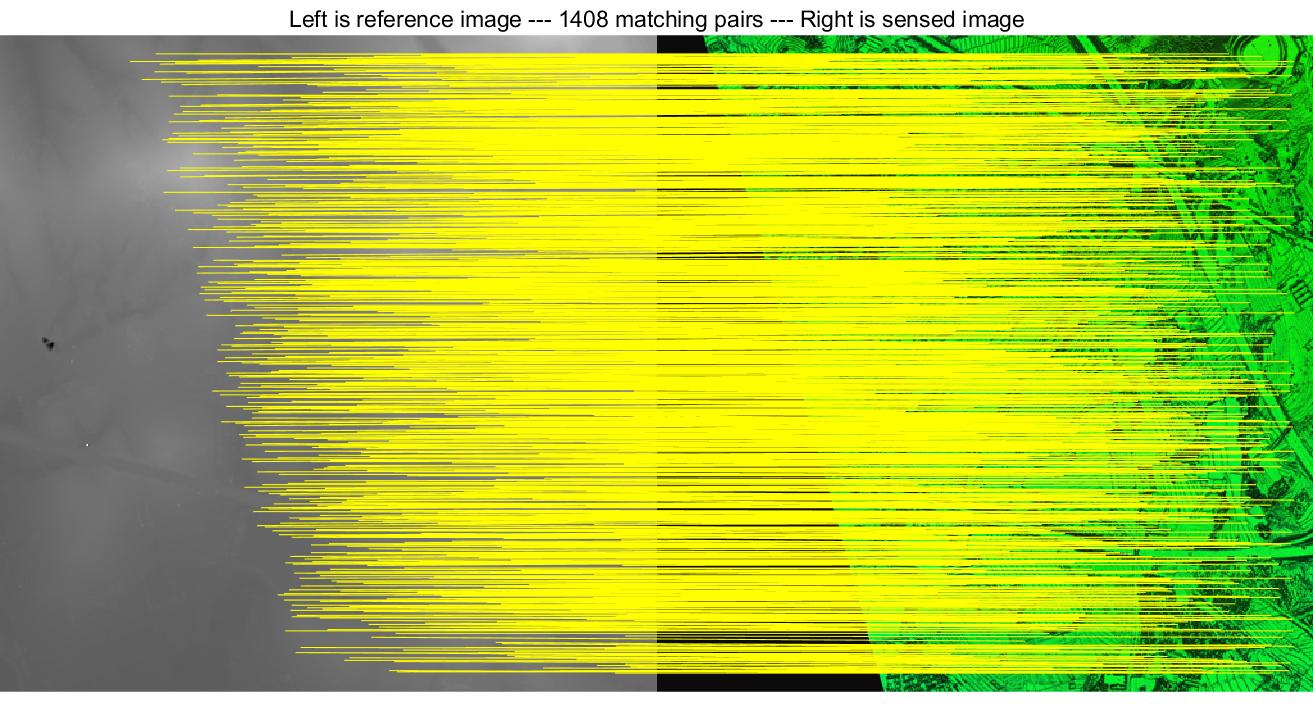 Left is reference image --- 1408 matching pairs --- Right is sensed image